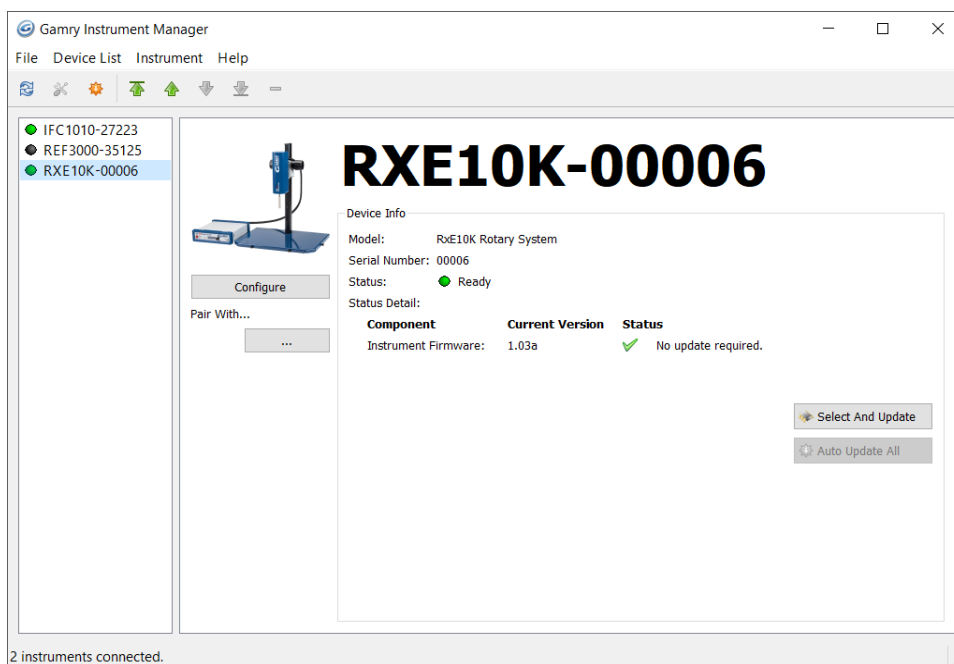 Gamry Instrument Manager
File Device List Instrument Help
IFC1010-27223
REF3000-35125
RXE10K-00006
RXE10K-00006
Device Info
Model: RxE10K Rotary System
Serial Number: 00006
Status: Ready
Status Detail:
Component Current Version Status
Instrument Firmware: 1.03a No update required.
Configure
Pair With...
...
Select And Update
Auto Update All
2 instruments connected.